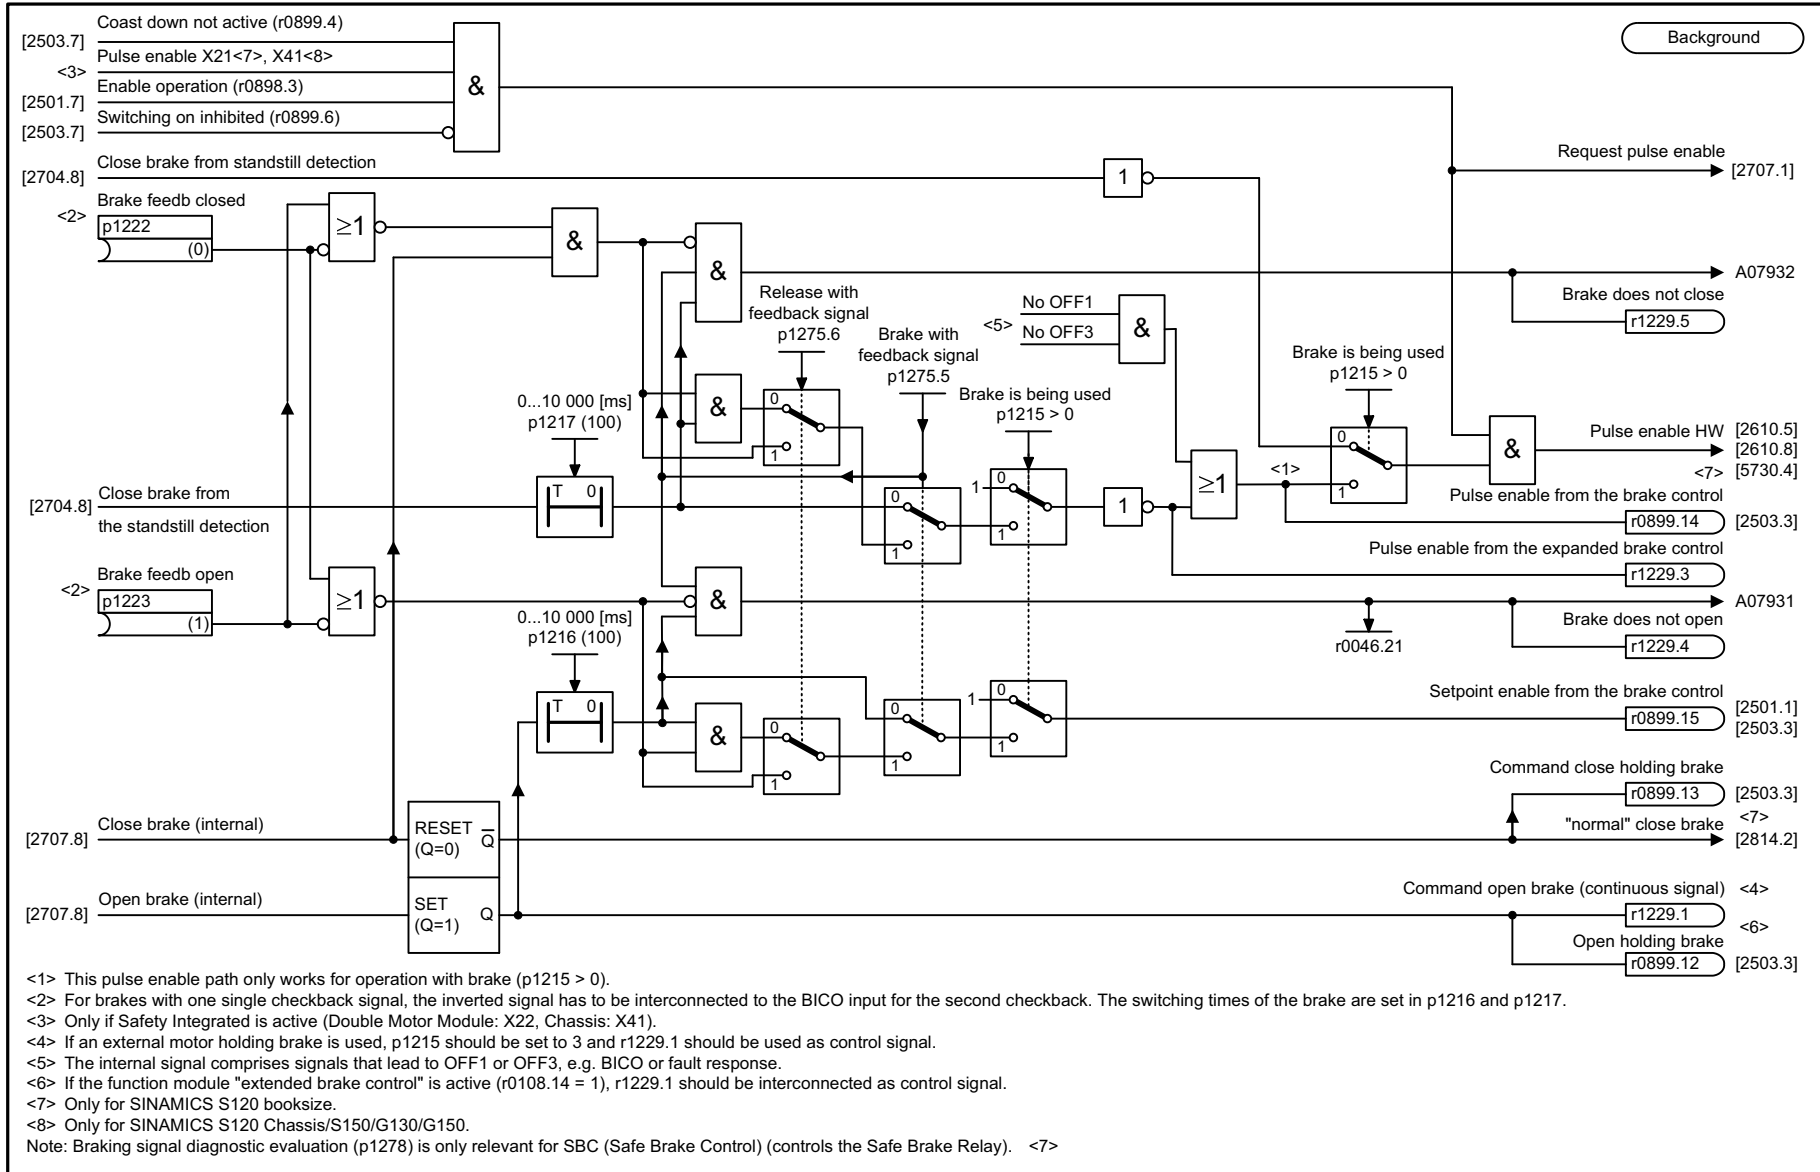 Background
Coast down not active (r0899.4)
[2503.7]
Pulse enable X21<7>, X41<8>
<3>
Enable operation (r0898.3)
[2501.7]
Switching on inhibited (r0899.6)
[2503.7]
&
Close brake from standstill detection
[2704.8]
1
Request pulse enable
[2707.1]
Brake feedb closed
<2>
p1222
(0)
≥1
&
&
A07932
Brake does not close
r1229.5
Release with
feedback signal
p1275.6
Brake with
feedback signal
p1275.5
No OFF1
<5>
No OFF3
&
Brake is being used
p1215 > 0
Brake is being used
p1215 > 0
0...10 000 [ms]
p1217 (100)
&
0
1
0
1
&
Pulse enable HW
[2610.5]
[2610.8]
<7> [5730.4]
Close brake from
[2704.8]
the standstill detection
T 0
0
1
1
0
1
1
≥1
<1>
Pulse enable from the brake control
r0899.14
[2503.3]
Pulse enable from the expanded brake control
r1229.3
Brake feedb open
<2>
p1223
(1)
≥1
&
A07931
Brake does not open
r1229.4
r0046.21
0...10 000 [ms]
p1216 (100)
T 0
&
0
1
0
1
1
0
1
Setpoint enable from the brake control
r0899.15
[2501.1]
[2503.3]
Command close holding brake
r0899.13
[2503.3]
<7>
Close brake (internal)
[2707.8]
RESET
(Q=0)
Q̅
"normal" close brake
[2814.2]
Open brake (internal)
[2707.8]
SET
(Q=1)
Q
Command open brake (continuous signal) <4>
r1229.1
<6>
Open holding brake
r0899.12
[2503.3]
<1> This pulse enable path only works for operation with brake (p1215 > 0).
<2> For brakes with one single checkback signal, the inverted signal has to be interconnected to the BICO input for the second checkback. The switching times of the brake are set in p1216 and p1217.
<3> Only if Safety Integrated is active (Double Motor Module: X22, Chassis: X41).
<4> If an external motor holding brake is used, p1215 should be set to 3 and r1229.1 should be used as control signal.
<5> The internal signal comprises signals that lead to OFF1 or OFF3, e.g. BICO or fault response.
<6> If the function module "extended brake control" is active (r0108.14 = 1), r1229.1 should be interconnected as control signal.
<7> Only for SINAMICS S120 booksize.
<8> Only for SINAMICS S120 Chassis/S150/G130/G150.
Note: Braking signal diagnostic evaluation (p1278) is only relevant for SBC (Safe Brake Control) (controls the Safe Brake Relay). <7>